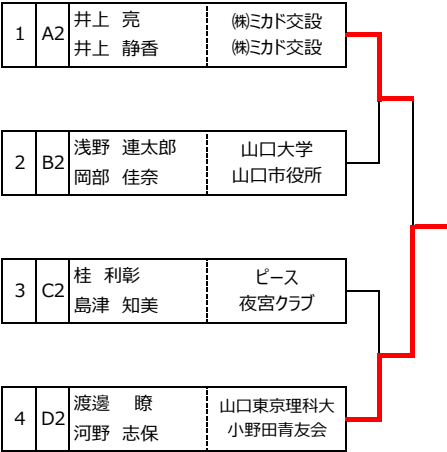 1 A2 井上 亮 ㈱ミカド交設
井上 静香 ㈱ミカド交設
2 B2 浅野 連太郎 山口大学
岡部 佳奈 山口市役所
3 C2 桂 利彰 ピース
島津 知美 夜宮クラブ
4 D2 渡邊 瞭 山口東京理科大
河野 志保 小野田青友会